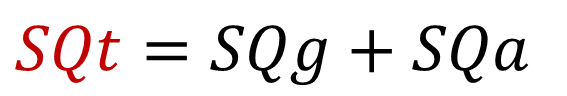 SQt = SQg + SQa